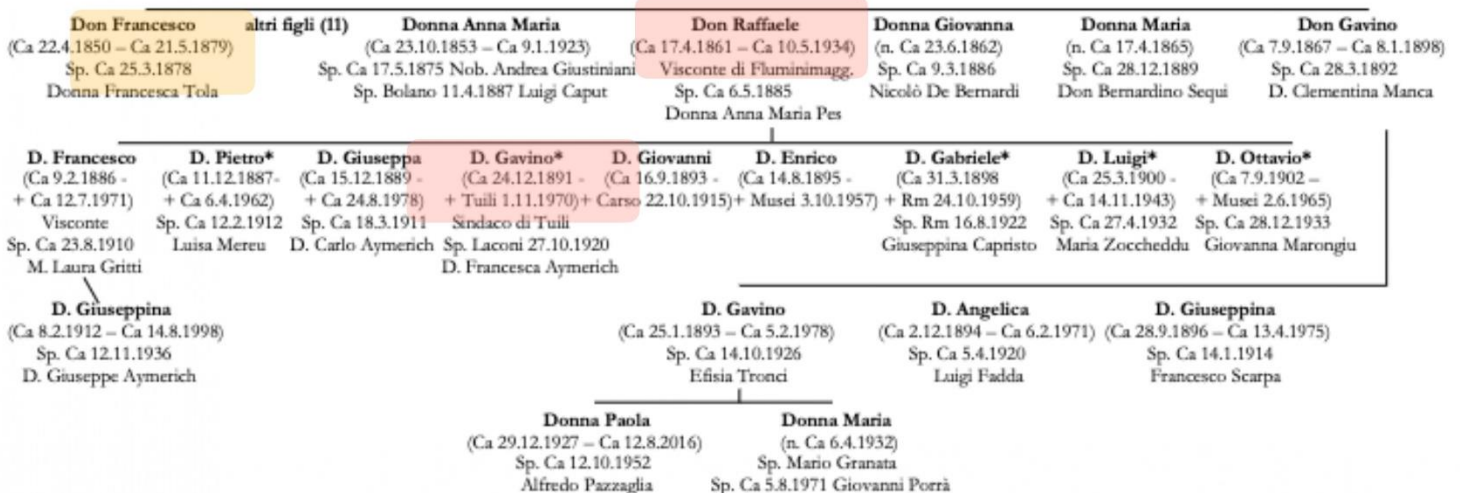 Don Francesco
(Ca 22.4.1850 – Ca 21.5.1879)
Sp. Ca 25.3.1878
Donna Francesca Tola
altri figli (11)
Donna Anna Maria
(Ca 23.10.1853 – Ca 9.1.1923)
Sp. Ca 17.5.1875 Nob. Andrea Giustiniani
Sp. Bolano 11.4.1887 Luigi Caput
Don Raffaele
(Ca 17.4.1861 – Ca 10.5.1934)
Visconte di Fluminimagg.
Sp. Ca 6.5.1885
Donna Anna Maria Pes
Donna Giovanna
(n. Ca 23.6.1862)
Sp. Ca 9.3.1886
Nicolò De Bernardi
Donna Maria
(n. Ca 17.4.1865)
Sp. Ca 28.12.1889
Don Bernardino Sequi
Don Gavino
(Ca 7.9.1867 – Ca 8.1.1898)
Sp. Ca 28.3.1892
D. Clementina Manca
D. Francesco
(Ca 9.2.1886 -
+ Ca 12.7.1971)
Visconte
Sp. Ca 23.8.1910
M. Laura Gritti
D. Pietro*
(Ca 11.12.1887-
+ Ca 6.4.1962)
Sp. Ca 12.2.1912
Luisa Mereu
D. Giuseppa
(Ca 15.12.1889 -
+ Ca 24.8.1978)
Sp. Ca 18.3.1911
D. Carlo Aymerich
D. Gavino*
(Ca 24.12.1891 -
+ Tuili 1.11.1970)
Sindaco di Tuili
Sp. Laconi 27.10.1920
D. Francesca Aymerich
D. Giovanni
(Ca 16.9.1893 -
+ Carso 22.10.1915)
D. Enrico
(Ca 14.8.1895 -
+ Musei 3.10.1957)
D. Gabriele*
(Ca 31.3.1898
+ Rm 24.10.1959)
Sp. Rm 16.8.1922
Giuseppina Capristo
D. Luigi*
(Ca 25.3.1900 -
+ Ca 14.11.1943)
Sp. Ca 27.4.1932
Maria Zoccheddu
D. Ottavio*
(Ca 7.9.1902 –
+ Musei 2.6.1965)
Sp. Ca 28.12.1933
Giovanna Marongiu
D. Giuseppina
(Ca 8.2.1912 – Ca 14.8.1998)
Sp. Ca 12.11.1936
D. Giuseppe Aymerich
D. Gavino
(Ca 25.1.1893 – Ca 5.2.1978)
Sp. Ca 14.10.1926
Efisia Tronci
D. Angelica
(Ca 2.12.1894 – Ca 6.2.1971)
Sp. Ca 5.4.1920
Luigi Fadda
D. Giuseppina
(Ca 28.9.1896 – Ca 13.4.1975)
Sp. Ca 14.1.1914
Francesco Scarpa
Donna Paola
(Ca 29.12.1927 – Ca 12.8.2016)
Sp. Ca 12.10.1952
Alfredo Pazzaglia
Donna Maria
(n. Ca 6.4.1932)
Sp. Mario Granata
Sp. Ca 5.8.1971 Giovanni Porrà